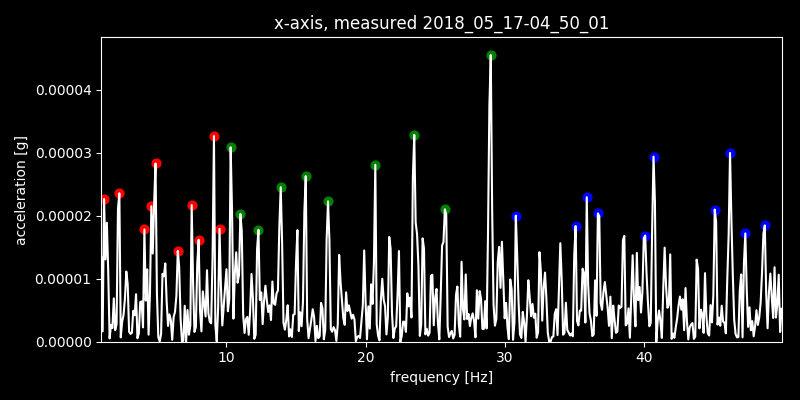 x-axis, measured 2018_05_17-04_50_01
acceleration [g]
0.00004
0.00003
0.00002
0.00001
0.00000
10 20 30 40
frequency [Hz]